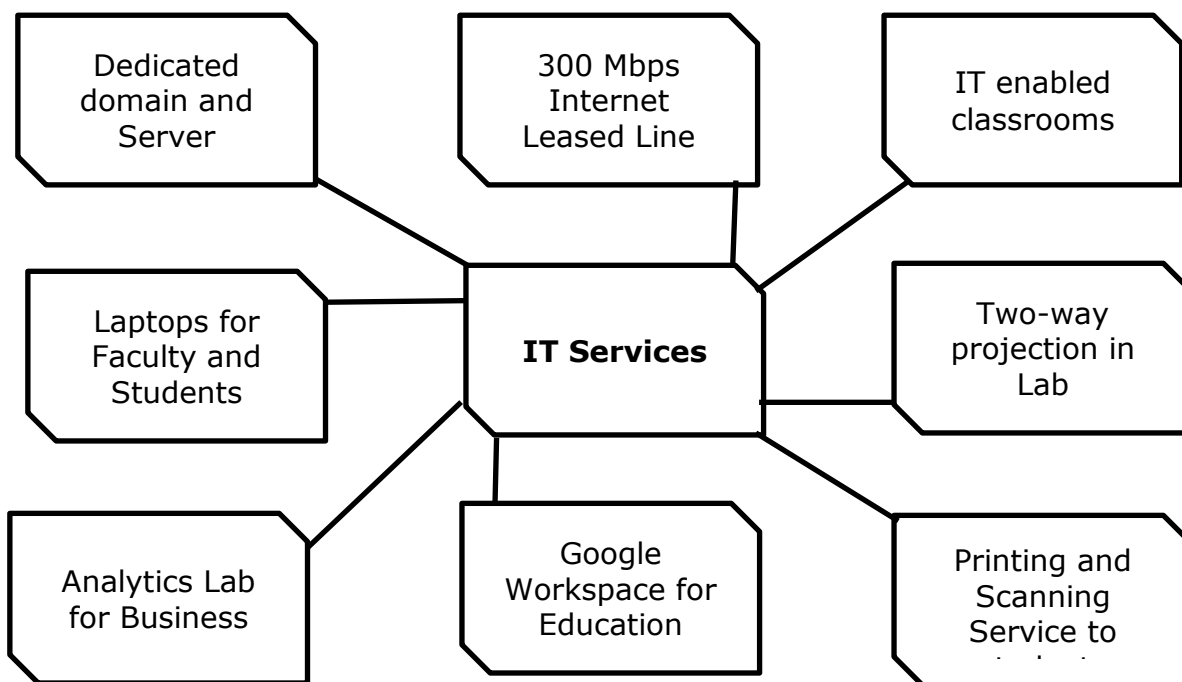 Dedicated
domain and
Server
300 Mbps
Internet
Leased Line
IT enabled
classrooms
Laptops for
Faculty and
Students
IT Services
Two-way
projection in
Lab
Analytics Lab
for Business
Google
Workspace for
Education
Printing and
Scanning
Service to